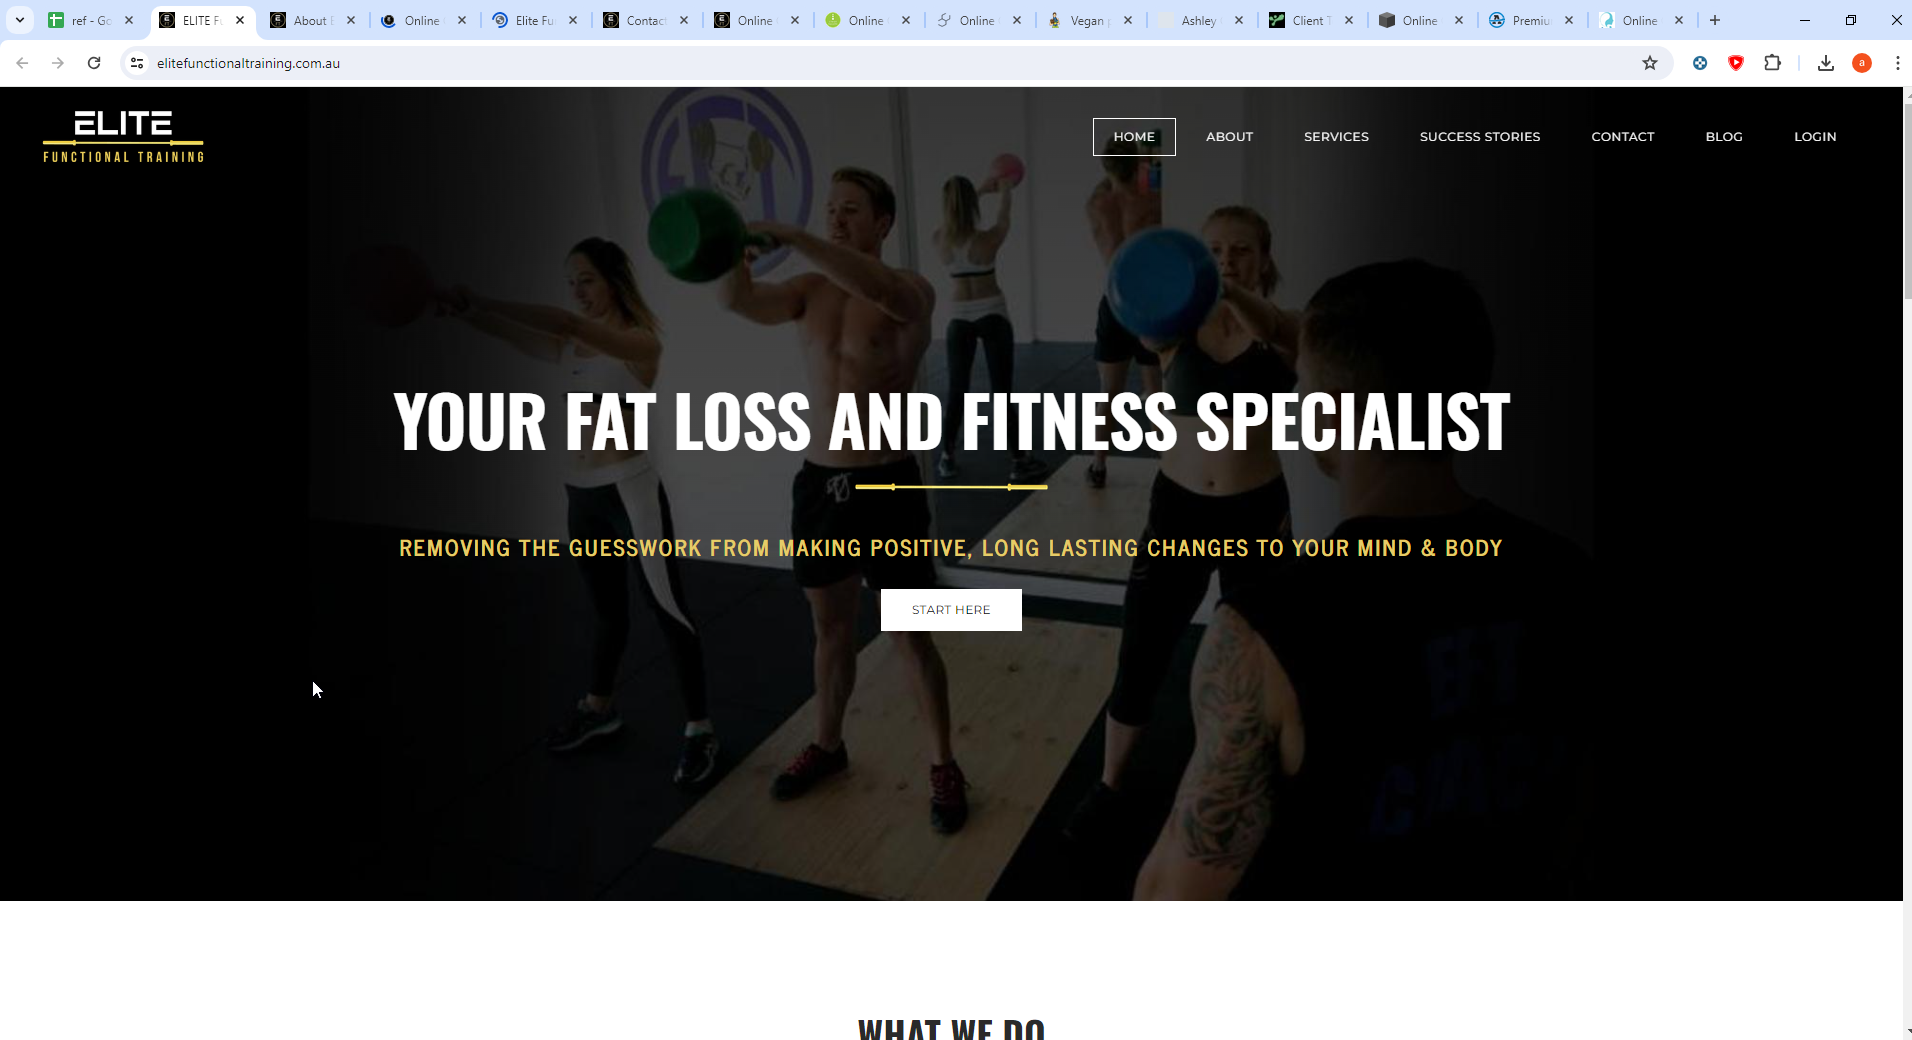 ref - Go
ELITE Fu
About E
Online
Elite Fu
Contac
Online
Online
Online
Vegan
Ashley
Client T
Online
Premiu
Online
elitefunctionaltraining.com.au
a
ELITE
FUNCTIONAL TRAINING
HOME
ABOUT
SERVICES
SUCCESS STORIES
CONTACT
BLOG
LOGIN
YOUR FAT LOSS AND FITNESS SPECIALIST
REMOVING THE GUESSWORK FROM MAKING POSITIVE, LONG LASTING CHANGES TO YOUR MIND & BODY
START HERE
WHAT WE DO